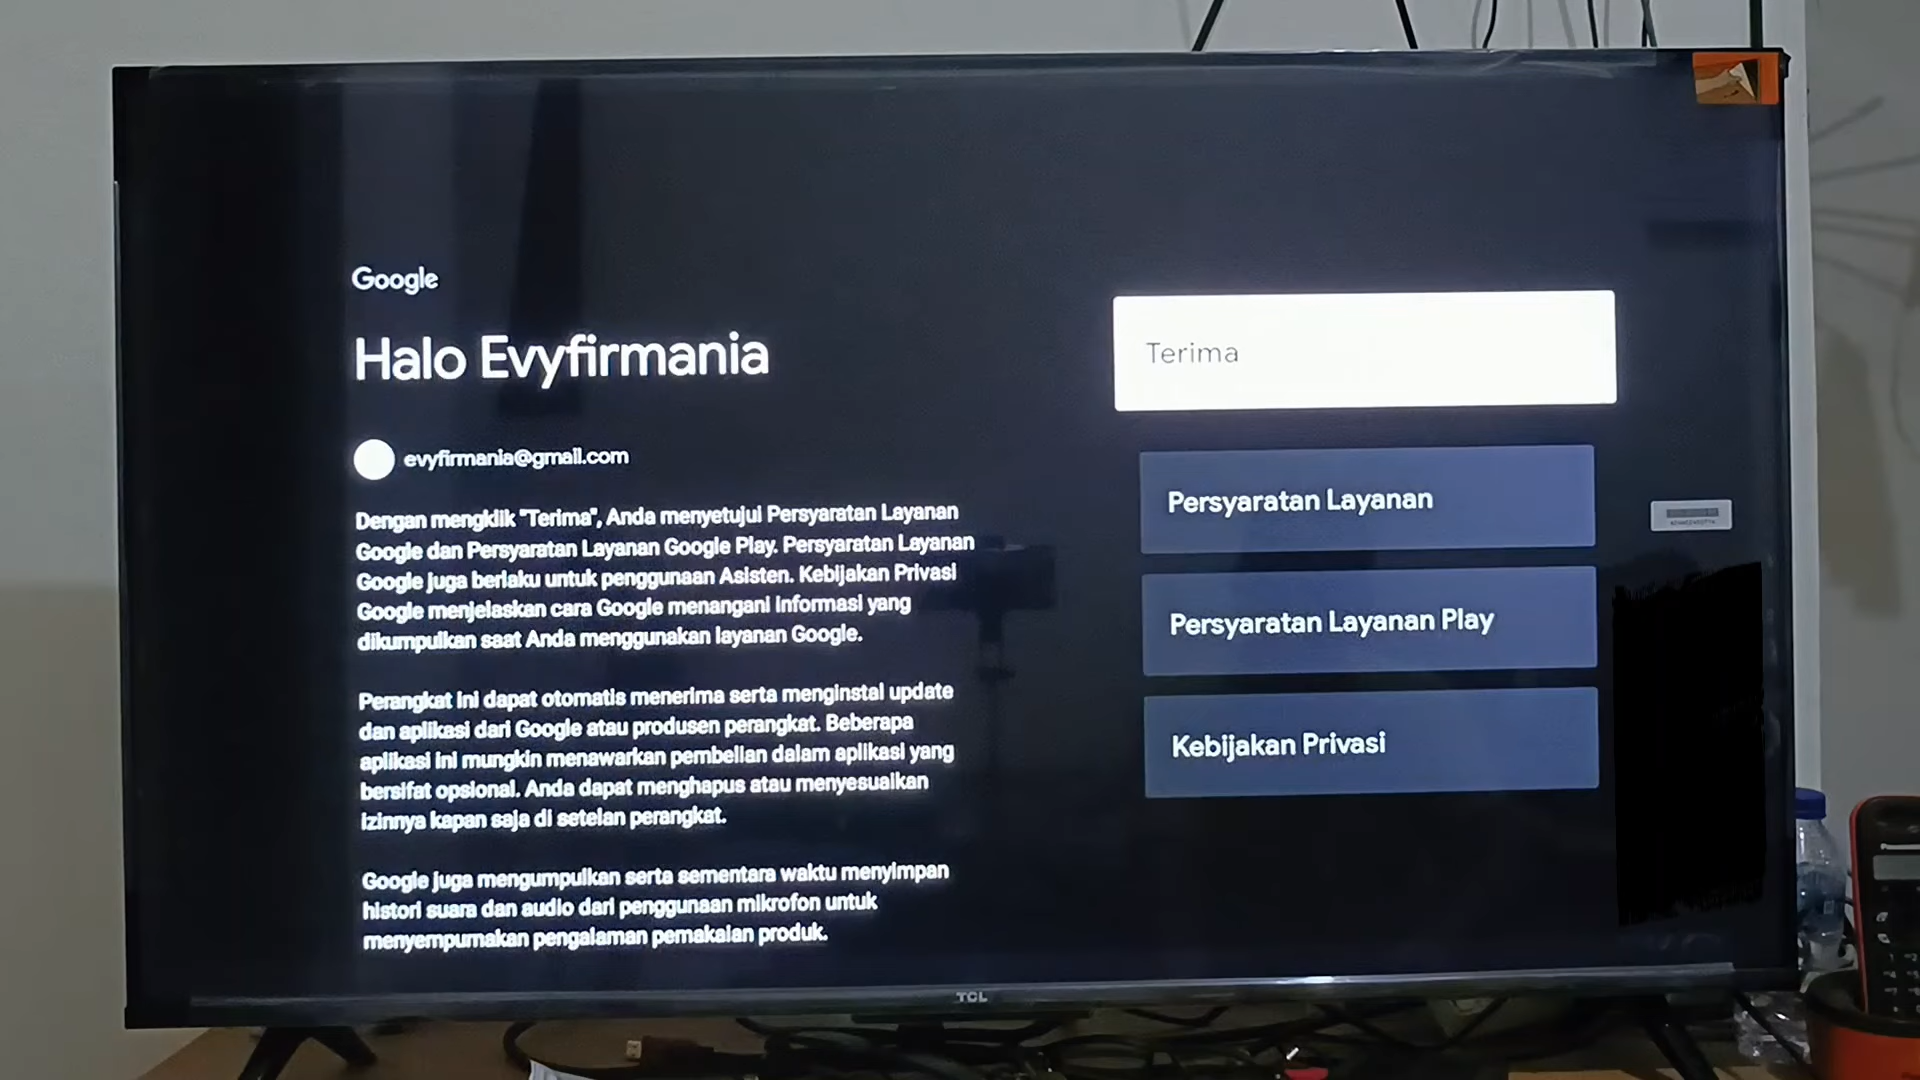 Google
Halo Evyfirmania
evyfirmania@gmail.com
Dengan mengklik "Terima", Anda menyetujui Persyaratan Layanan
Google dan Persyaratan Layanan Google Play. Persyaratan Layanan
Google juga berlaku untuk penggunaan Asisten. Kebijakan Privasi
Google menjelaskan cara Google menangani informasi yang
dikumpulkan saat Anda menggunakan layanan Google.
Perangkat ini dapat otomatis menerima serta menginstal update
dan aplikasi dari Google atau produsen perangkat. Beberapa
aplikasi ini mungkin menawarkan pembelian dalam aplikasi yang
bersifat opsional. Anda dapat menghapus atau menyesuaikan
izinnya kapan saja di setelan perangkat.
Google juga mengumpulkan serta sementara waktu menyimpan
histori suara dan audio dari penggunaan mikrofon untuk
menyempurnakan pengalaman pemakaian produk.
Terima
Persyaratan Layanan
Persyaratan Layanan Play
Kebijakan Privasi
TCL